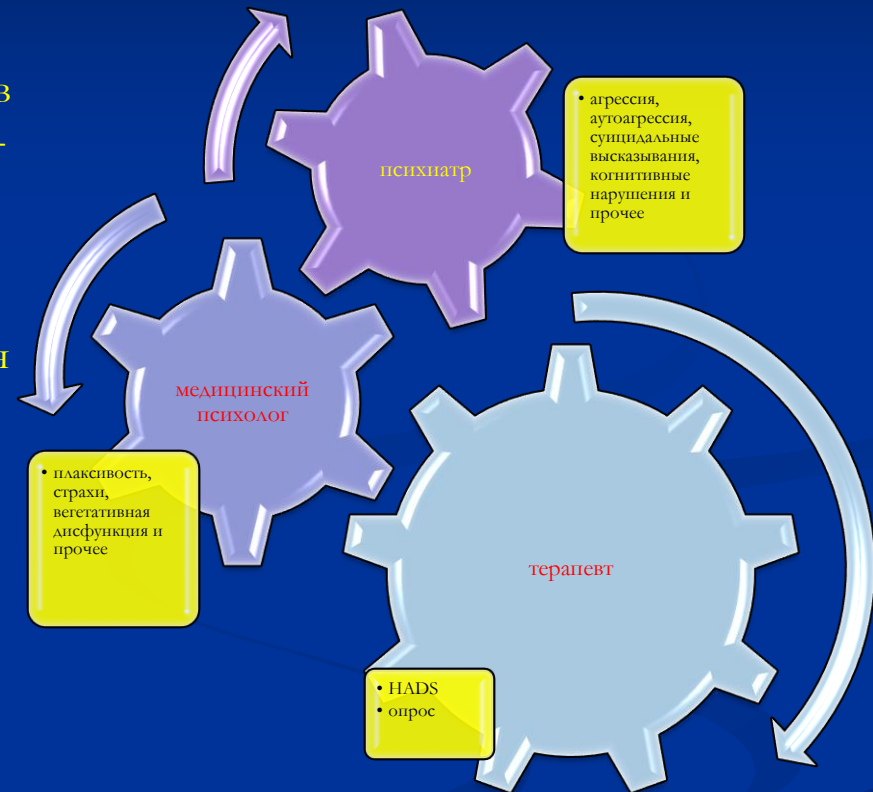 в
-
я
психиатр
• агрессия,
аутоагрессия,
суицидальные
высказывания,
когнитивные
нарушения и
прочее
медицинский
психолог
• плаксивость,
страхи,
вегетативная
дисфункция и
прочее
терапевт
• HADS
• опрос